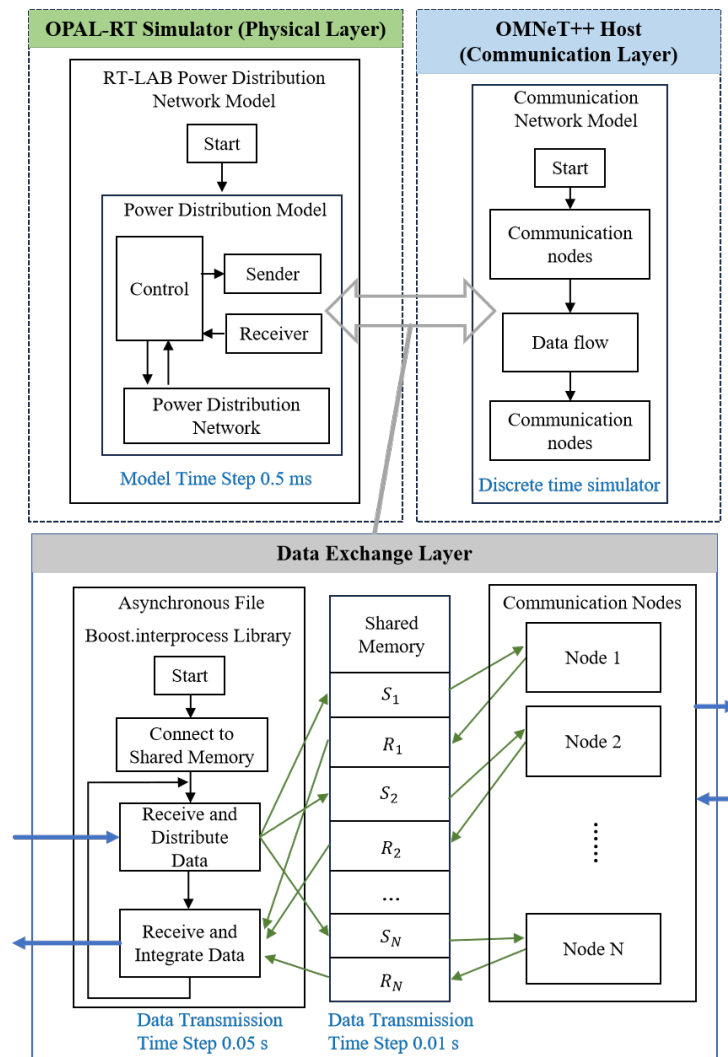 OPAL-RT Simulator (Physical Layer)
RT-LAB Power Distribution
Network Model
Start
Power Distribution Model
Control
Sender
Receiver
Power Distribution
Network
Model Time Step 0.5 ms
OMNeT++ Host
(Communication Layer)
Communication
Network Model
Start
Communication
nodes
Data flow
Communication
nodes
Discrete time simulator
Data Exchange Layer
Asynchronous File
Boost.interprocess Library
Start
Connect to
Shared Memory
Receive and
Distribute
Data
Receive and
Integrate Data
Data Transmission
Time Step 0.05 s
Shared
Memory
S₁
R₁
S₂
R₂
...
S_N
R_N
Data Transmission
Time Step 0.01 s
Communication Nodes
Node 1
Node 2
......
Node N